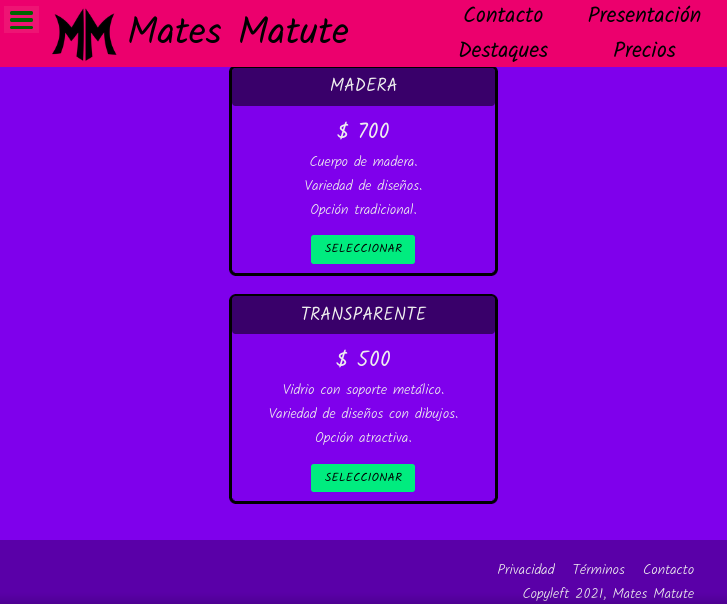 MM Mates Matute
Contacto Presentación
Destaques Precios
MADERA
$ 700
Cuerpo de madera.
Variedad de diseños.
Opción tradicional.
SELECCIONAR
TRANSPARENTE
$ 500
Vidrio con soporte metálico.
Variedad de diseños con dibujos.
Opción atractiva.
SELECCIONAR
Privacidad Términos Contacto
Copyleft 2021, Mates Matute